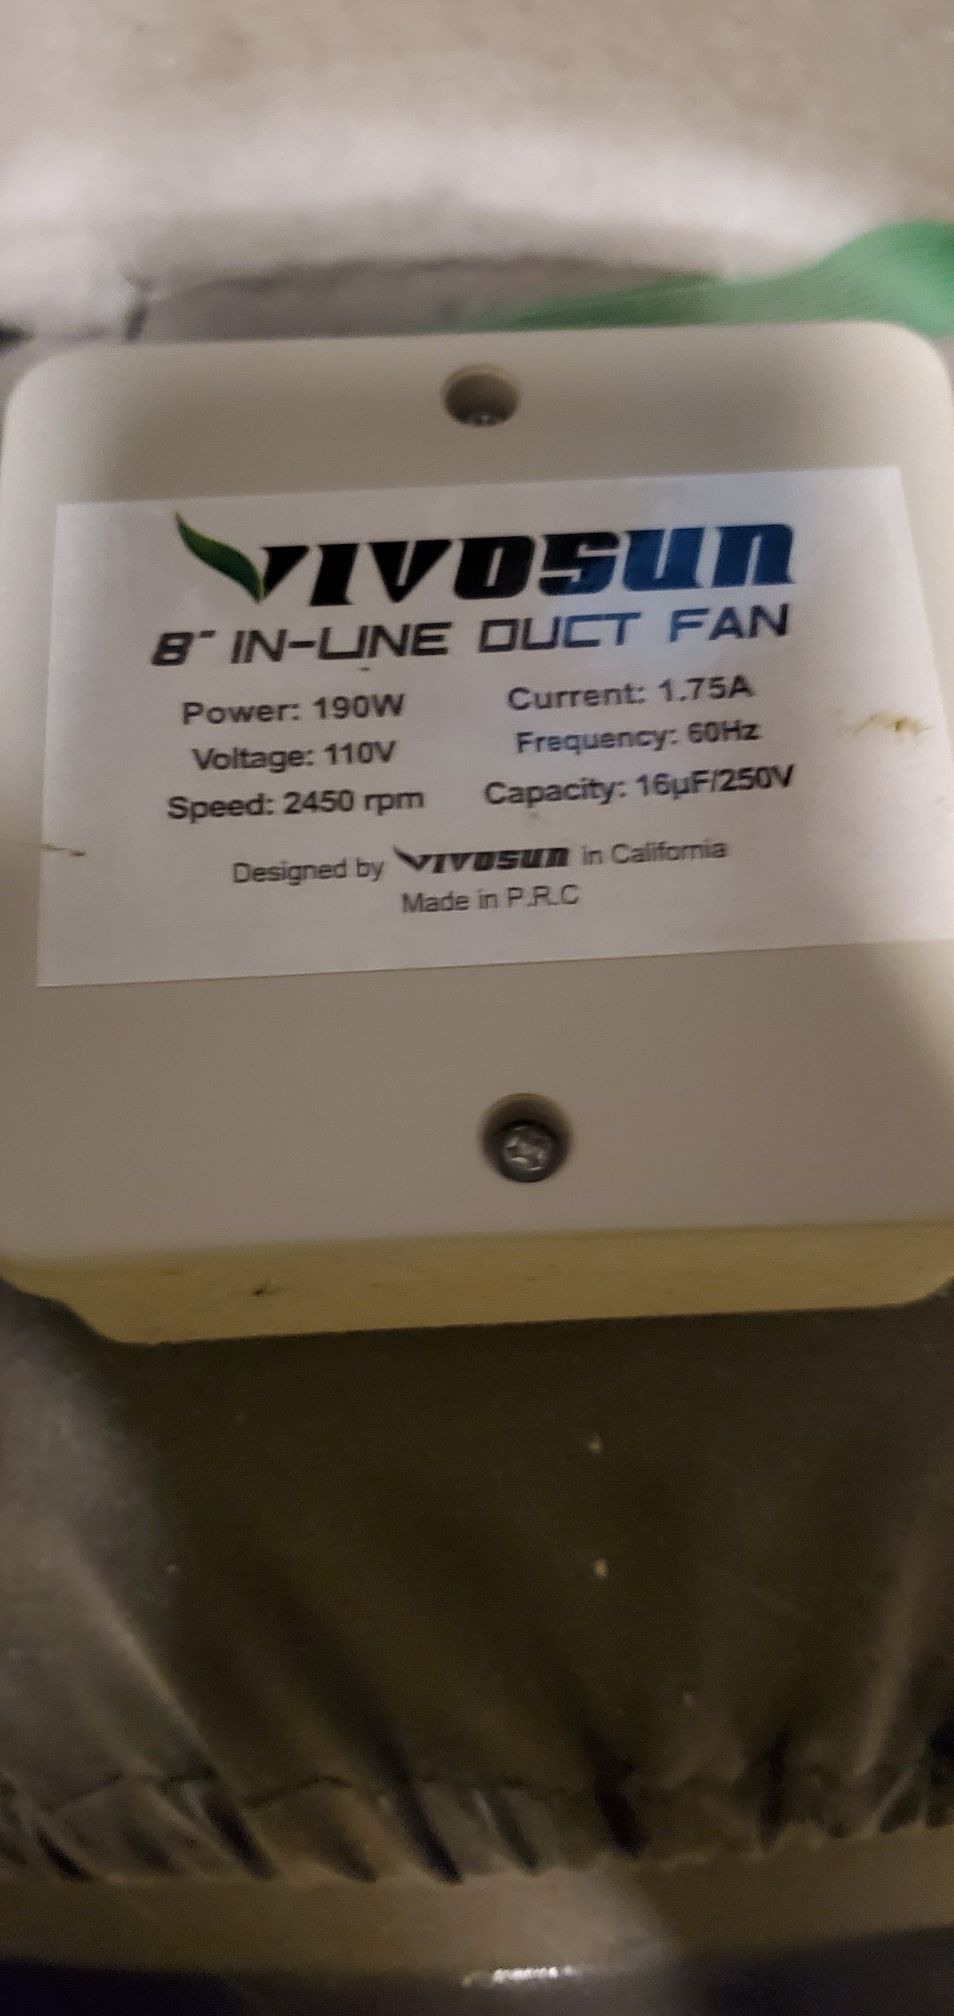 VIVOSUN
8" IN-LINE DUCT FAN
Power: 190W Current: 1.75A
Voltage: 110V Frequency: 60Hz
Speed: 2450 rpm Capacity: 16µF/250V
Designed by VIVOSUN in California
Made in P.R.C